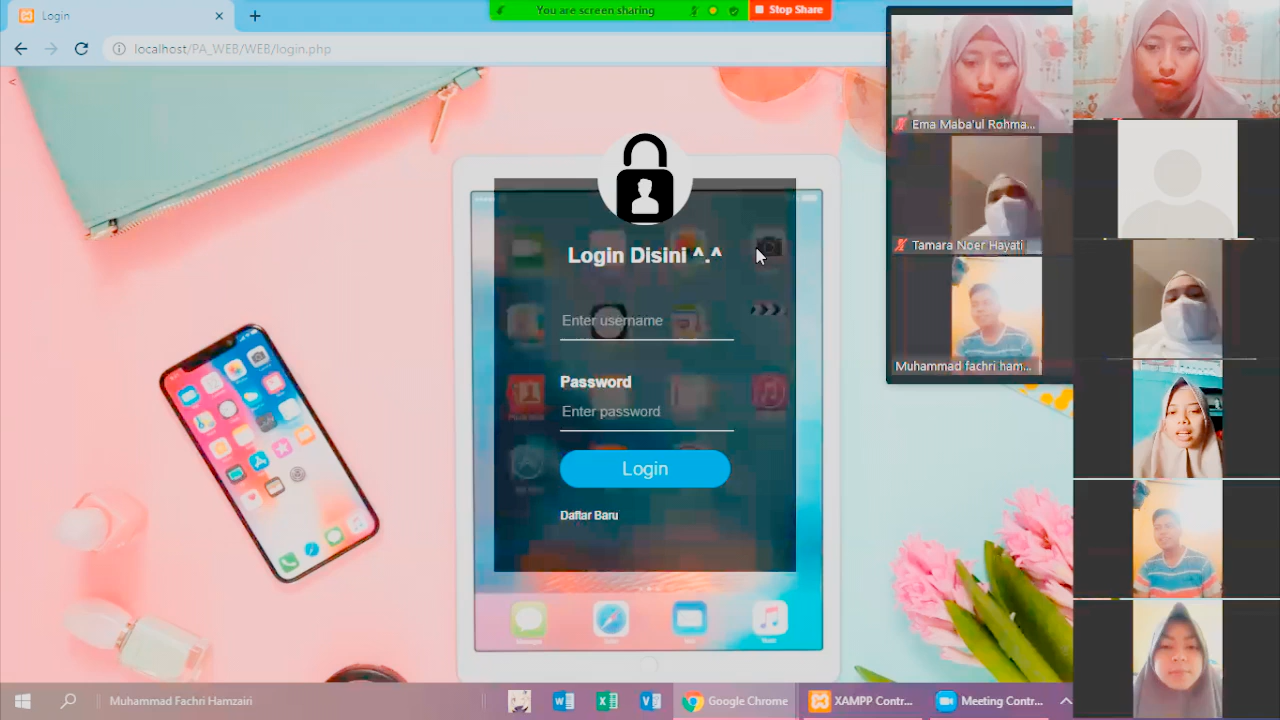 Login
You are screen sharing
Stop Share
localhost/PA_WEB/WEB/login.php
<
Login Disini ^.^
Enter username
Password
Enter password
Login
Daftar Baru
Erna Maba'ul Rohma...
Tamara Noer Hayati
Muhammad fachri ham...
Muhammad Fachri Hamzairi
Google Chrome
XAMPP Contr...
Meeting Contr...